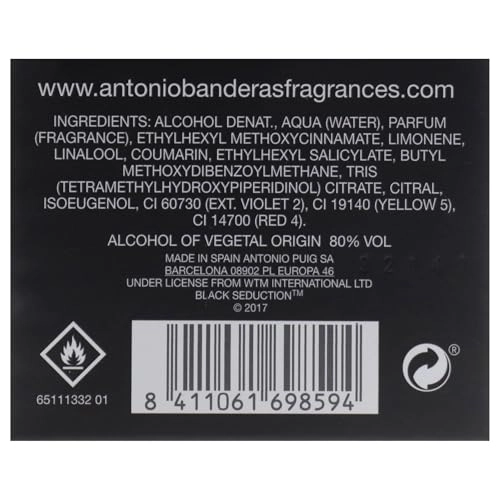 www.antoniobanderasfragrances.com
INGREDIENTS: ALCOHOL DENAT., AQUA (WATER), PARFUM
(FRAGRANCE), ETHYLHEXYL METHOXYCINNAMATE, LIMONENE,
LINALOOL, COUMARIN, ETHYLHEXYL SALICYLATE, BUTYL
METHOXYDIBENZOYLMETHANE, TRIS
(TETRAMETHYLHYDROXYPIPERIDINOL) CITRATE, CITRAL,
ISOEUGENOL, CI 60730 (EXT. VIOLET 2), CI 19140 (YELLOW 5),
CI 14700 (RED 4).
ALCOHOL OF VEGETAL ORIGIN 80% VOL
MADE IN SPAIN ANTONIO PUIG SA
BARCELONA 08902 PL EUROPA 46
UNDER LICENSE FROM WTM INTERNATIONAL LTD
BLACK SEDUCTION™
© 2017
®
65111332 01
8 411061 698594